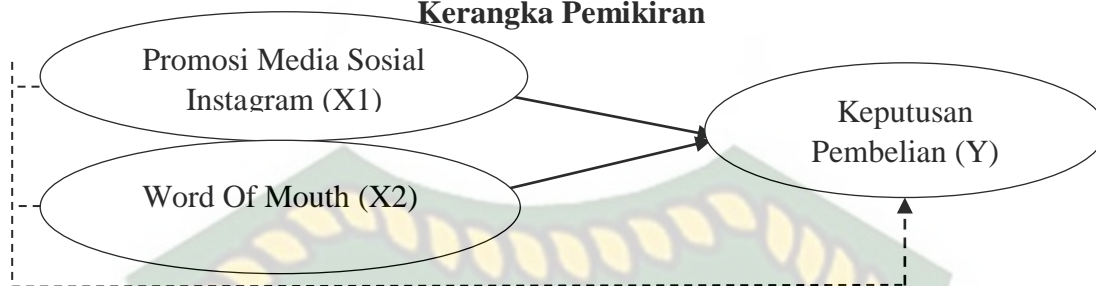 Kerangka Pemikiran
Promosi Media Sosial
Instagram (X1)
Word Of Mouth (X2)
Keputusan
Pembelian (Y)